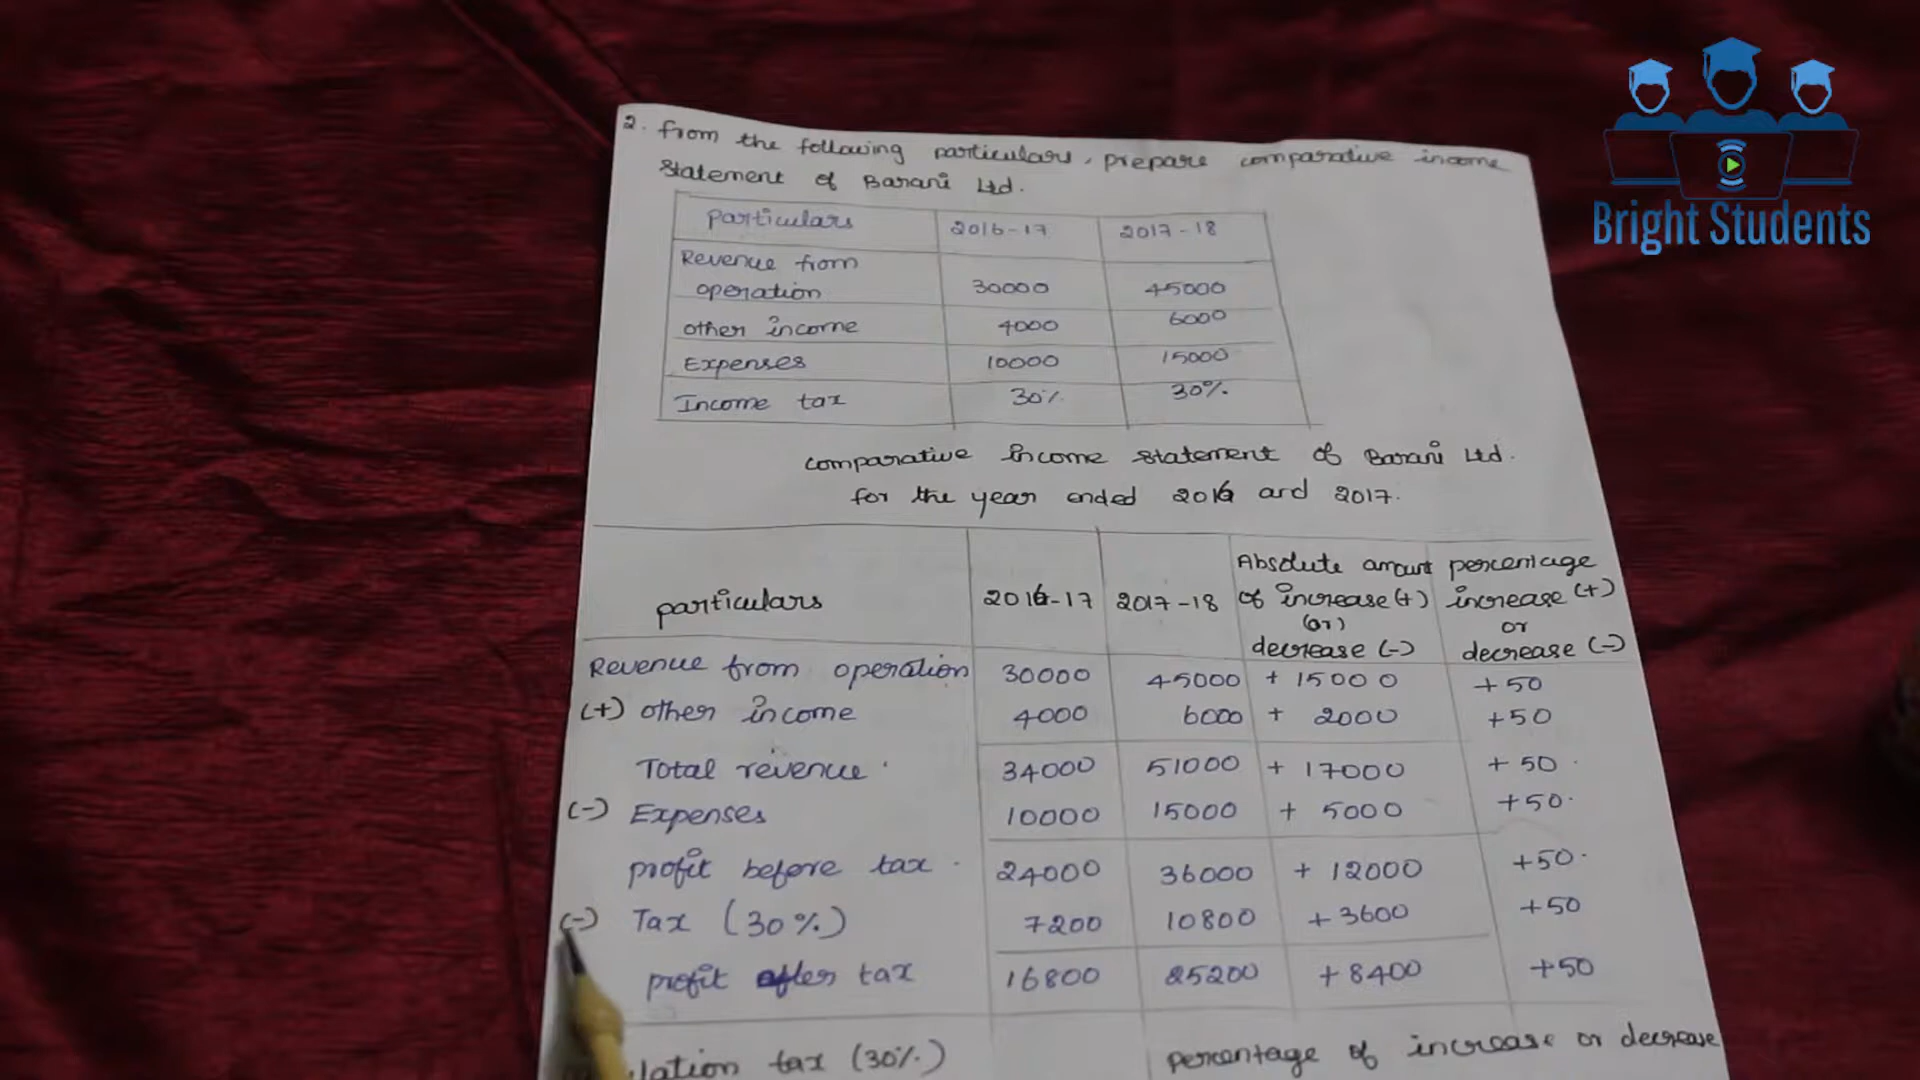 Bright Students
2. From the following particulars, prepare comparative income
Statement of Barani Ltd.
particulars 2016-17 2017-18
Revenue from
operation 30000 45000
other income 4000 6000
Expenses 10000 15000
Income tax 30% 30%
comparative income statement of Barani Ltd.
for the year ended 2016 and 2017.
particulars 2016-17 2017-18
Absolute amount
of increase (+)
(or)
decrease (-)
percentage
increase (+)
or
decrease (-)
Revenue from operation 30000 45000 + 15000 +50
(+) other income 4000 6000 + 2000 +50
Total revenue 34000 51000 + 17000 +50
(-) Expenses 10000 15000 + 5000 +50
profit before tax 24000 36000 + 12000 +50
(-) Tax (30%) 7200 10800 +3600 +50
profit after tax 16800 25200 +8400 +50
tax (30%) percentage of increase or decrease